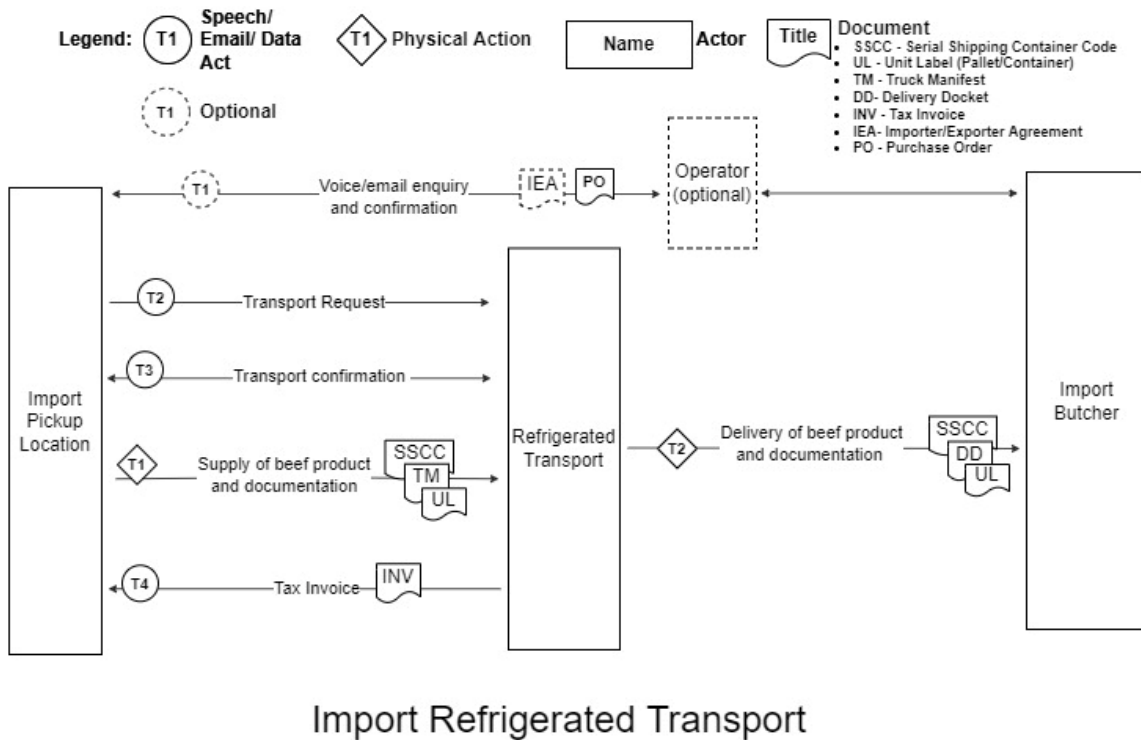 Legend:
T1
Speech/
Email/ Data
Act
T1
Physical Action
Name
Actor
Title
Document
SSCC - Serial Shipping Container Code
UL - Unit Label (Pallet/Container)
TM - Truck Manifest
DD- Delivery Docket
INV - Tax Invoice
IEA- Importer/Exporter Agreement
PO - Purchase Order
T1
Optional
T1
Voice/email enquiry
and confirmation
IEA
PO
Operator
(optional)
T2
Transport Request
T3
Transport confirmation
Import
Pickup
Location
T1
Supply of beef product
and documentation
SSCC
TM
UL
Refrigerated
Transport
T2
Delivery of beef product
and documentation
SSCC
DD
UL
Import
Butcher
T4
Tax Invoice
INV
Import Refrigerated Transport